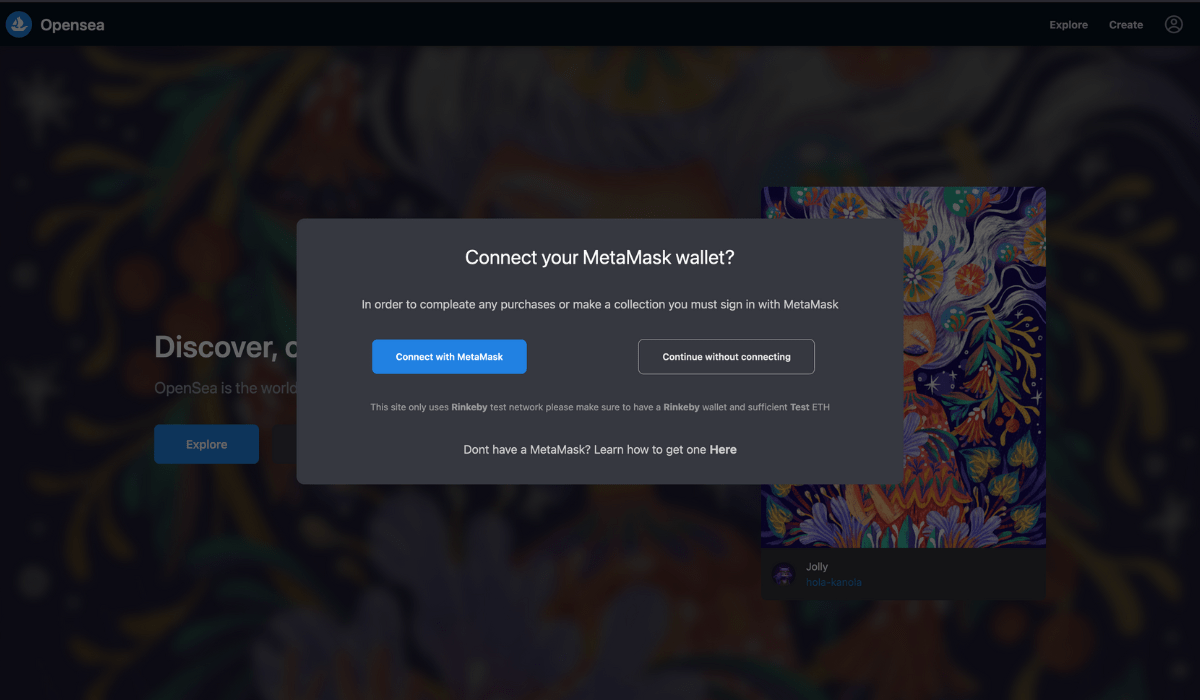 Opensea
Explore
Create
Connect your MetaMask wallet?
In order to compleate any purchases or make a collection you must sign in with MetaMask
Connect with MetaMask
Continue without connecting
This site only uses Rinkeby test network please make sure to have a Rinkeby wallet and sufficient Test ETH
Dont have a MetaMask? Learn how to get one Here
Discover, c
OpenSea is the world
Explore
Jolly
hola-kanola